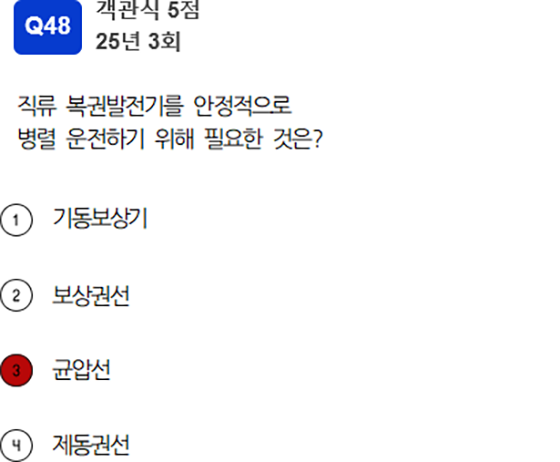 Q48
객관식 5점
25년 3회
직류 복권발전기를 안정적으로
병렬 운전하기 위해 필요한 것은?
1 기동보상기
2 보상권선
3 균압선
4 제동권선